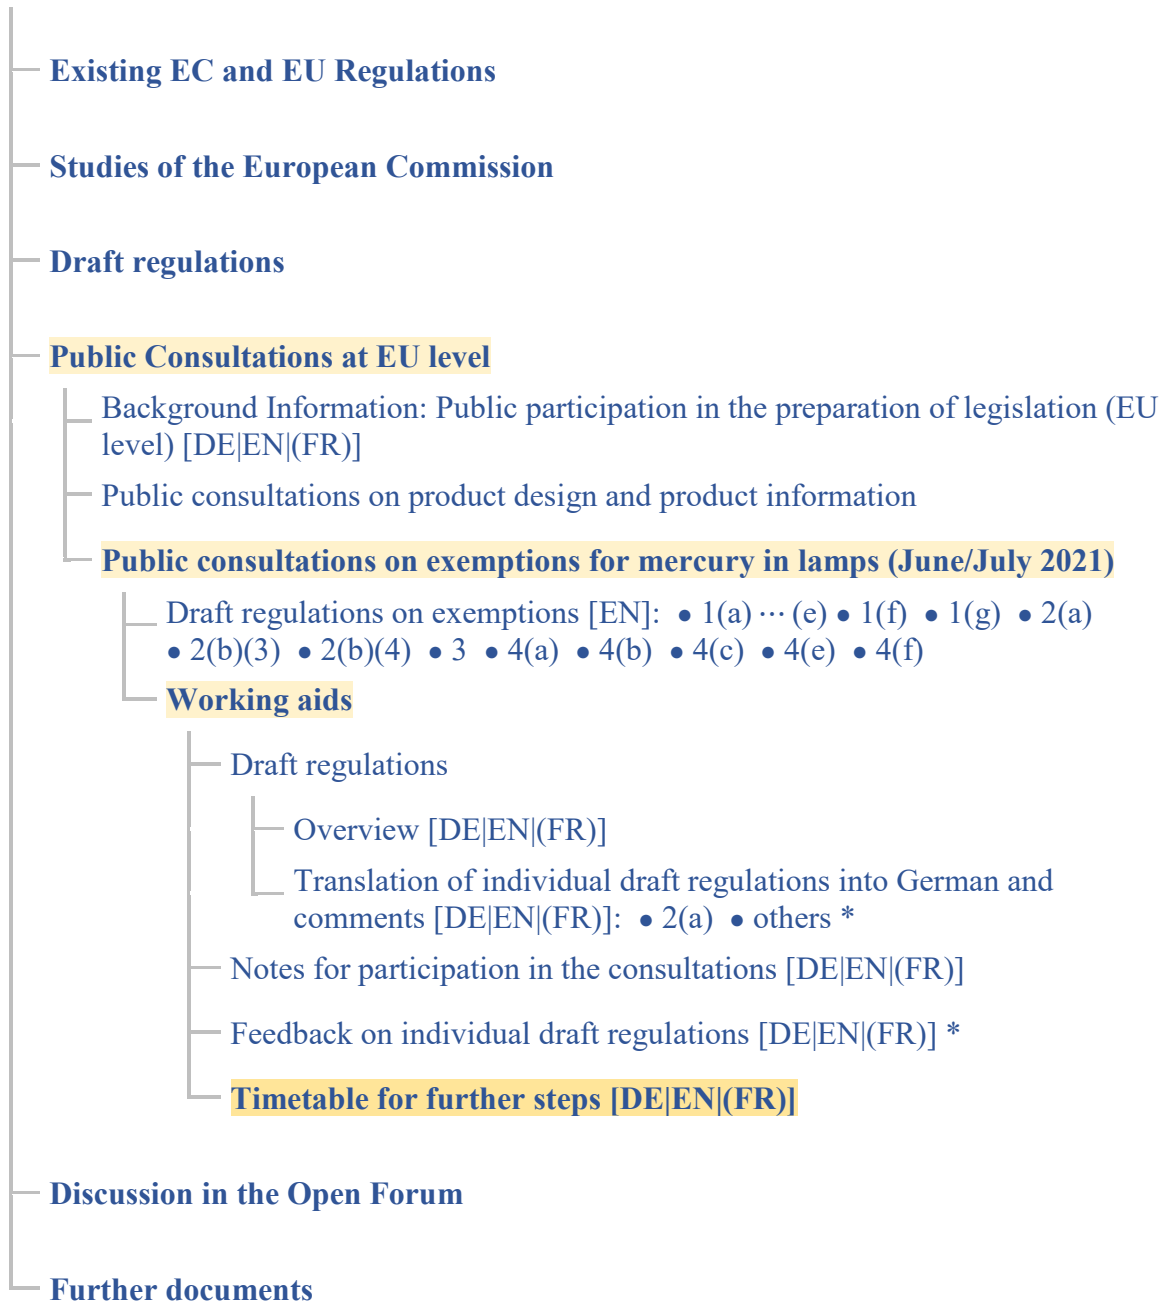 Existing EC and EU Regulations
Studies of the European Commission
Draft regulations
Public Consultations at EU level
Background Information: Public participation in the preparation of legislation (EU
level) [DE|EN|(FR)]
Public consultations on product design and product information
Public consultations on exemptions for mercury in lamps (June/July 2021)
Draft regulations on exemptions [EN]: • 1(a) ··· (e) • 1(f) • 1(g) • 2(a)
• 2(b)(3) • 2(b)(4) • 3 • 4(a) • 4(b) • 4(c) • 4(e) • 4(f)
Working aids
Draft regulations
Overview [DE|EN|(FR)]
Translation of individual draft regulations into German and
comments [DE|EN|(FR)]: • 2(a) • others *
Notes for participation in the consultations [DE|EN|(FR)]
Feedback on individual draft regulations [DE|EN|(FR)] *
Timetable for further steps [DE|EN|(FR)]
Discussion in the Open Forum
Further documents